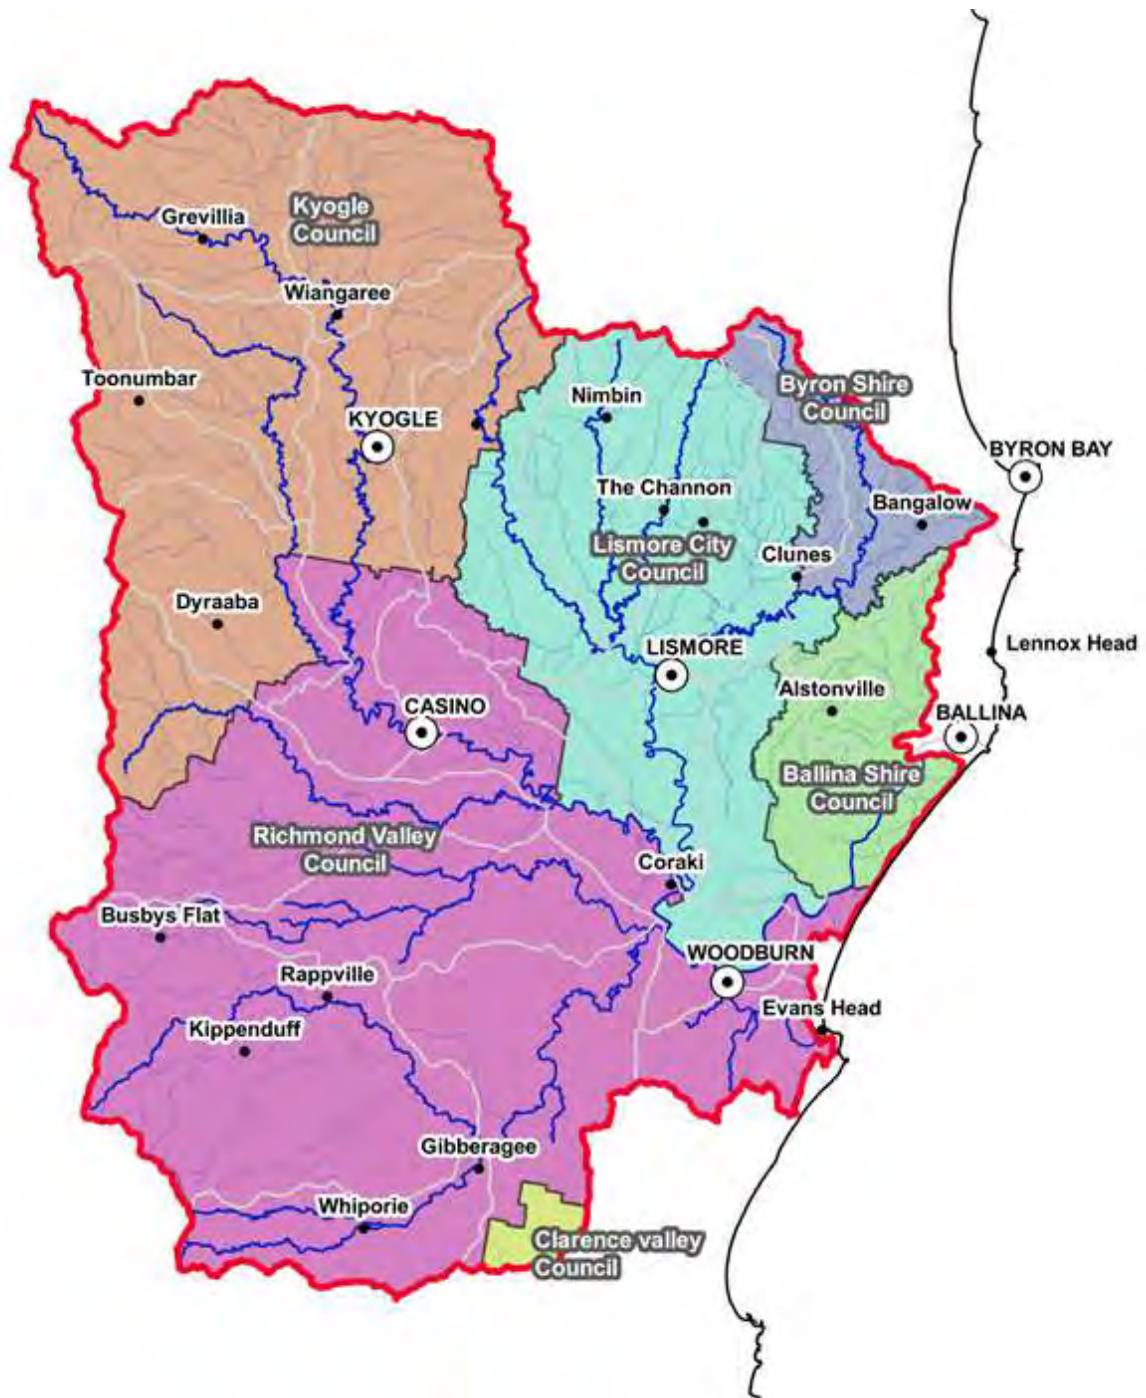 Kyogle
Council
Grevillia
Wiangaree
Toonumbar
Nimbin
Byron Shire
Council
KYOGLE
BYRON BAY
The Channon
Bangalow
Lismore City
Council
Clunes
Dyraaba
LISMORE
Lennox Head
Alstonville
CASINO
BALLINA
Ballina Shire
Council
Richmond Valley
Council
Coraki
Busbys Flat
WOODBURN
Rappville
Evans Head
Kippenduff
Gibberagee
Whiporie
Clarence valley
Council